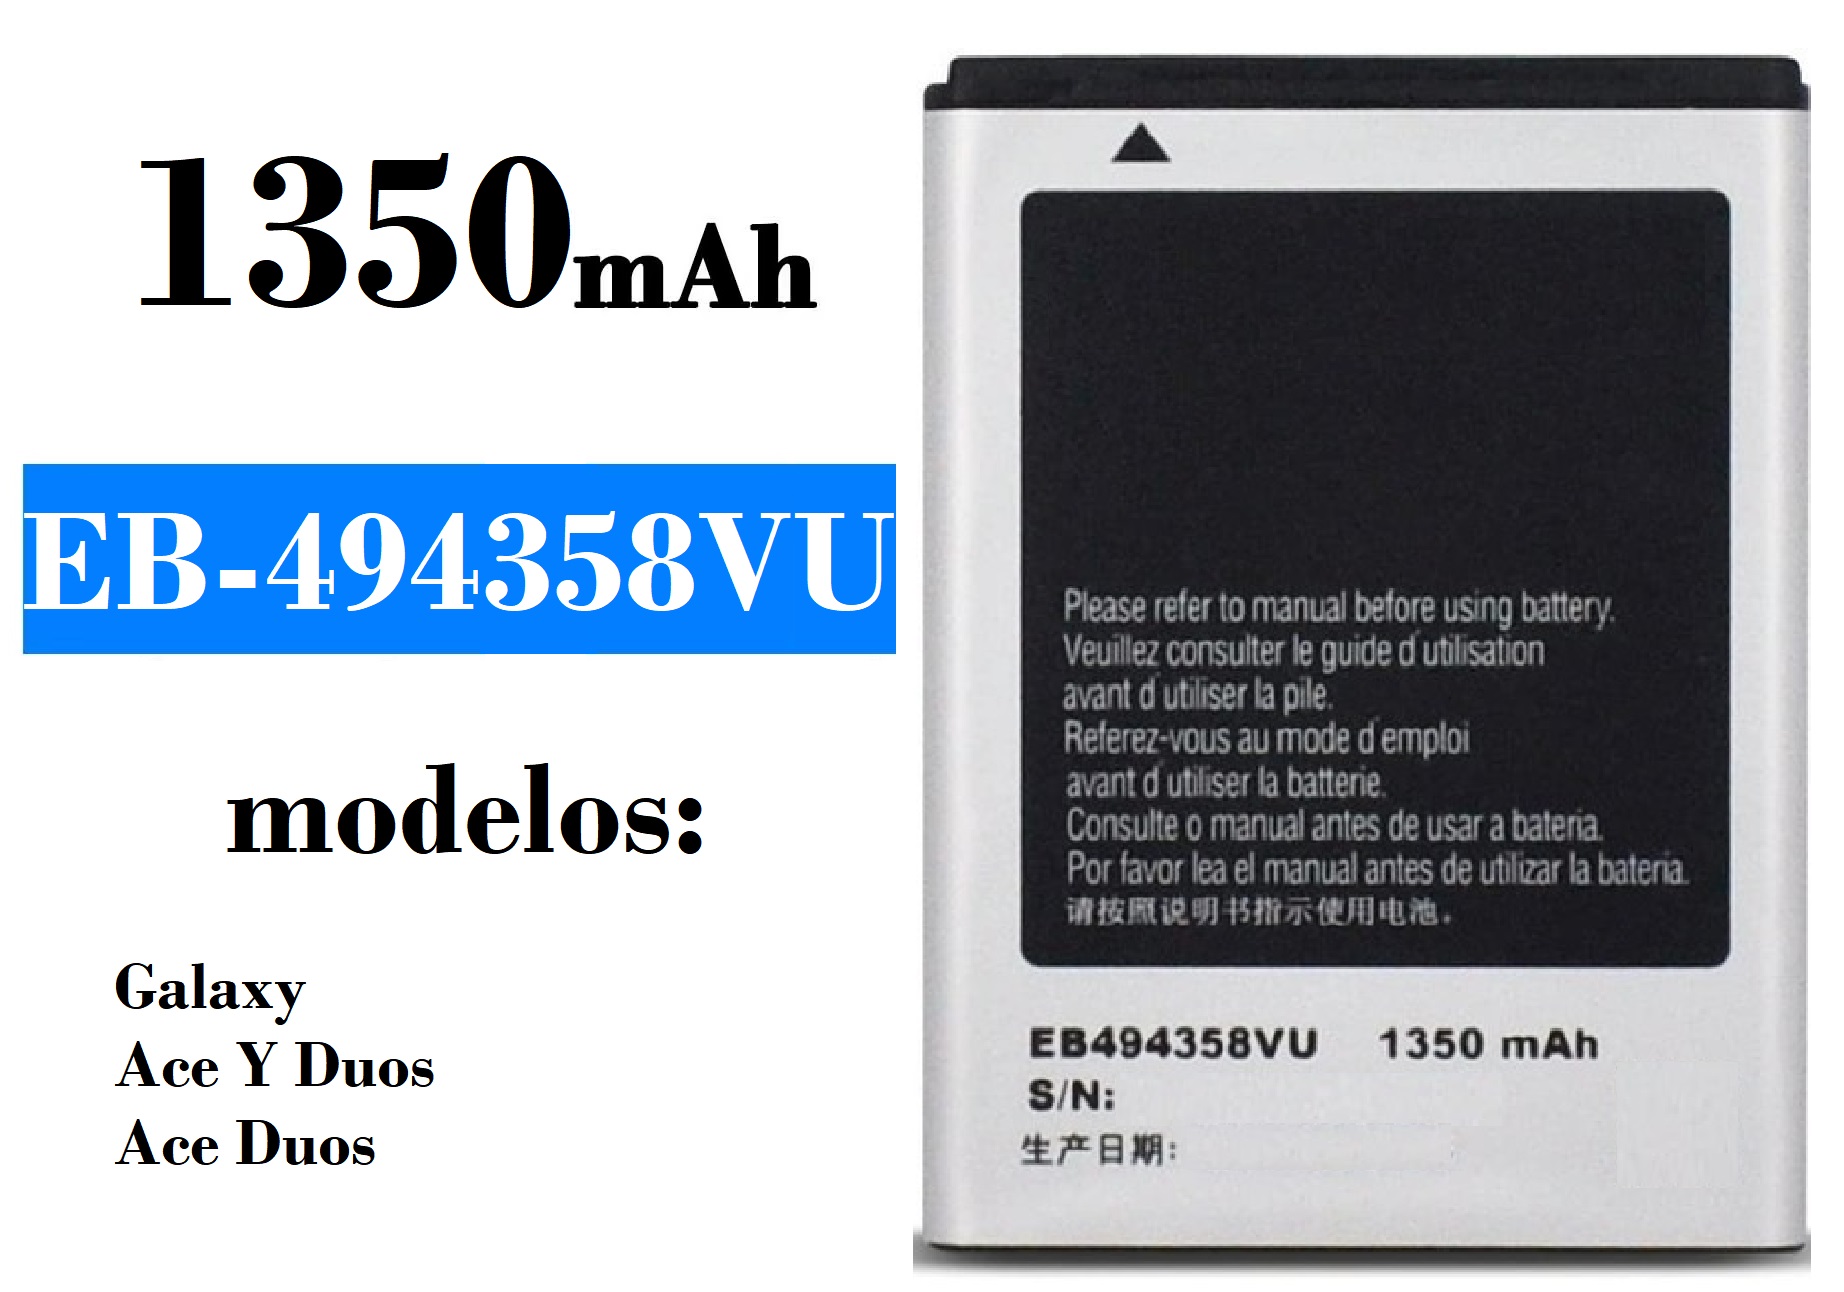 1350mAh
EB-494358VU
modelos:
Galaxy
Ace Y Duos
Ace Duos
Please refer to manual before using battery.
Veuillez consulter le guide d'utilisation
avant d'utiliser la pile.
Referez-vous au mode d'emploi
avant d'utiliser la batterie.
Consulte o manual antes de usar a bateria.
Por favor lea el manual antes de utilizar la bateria.
请按照说明书指示使用电池.
EB494358VU 1350 mAh
S/N:
生产日期: